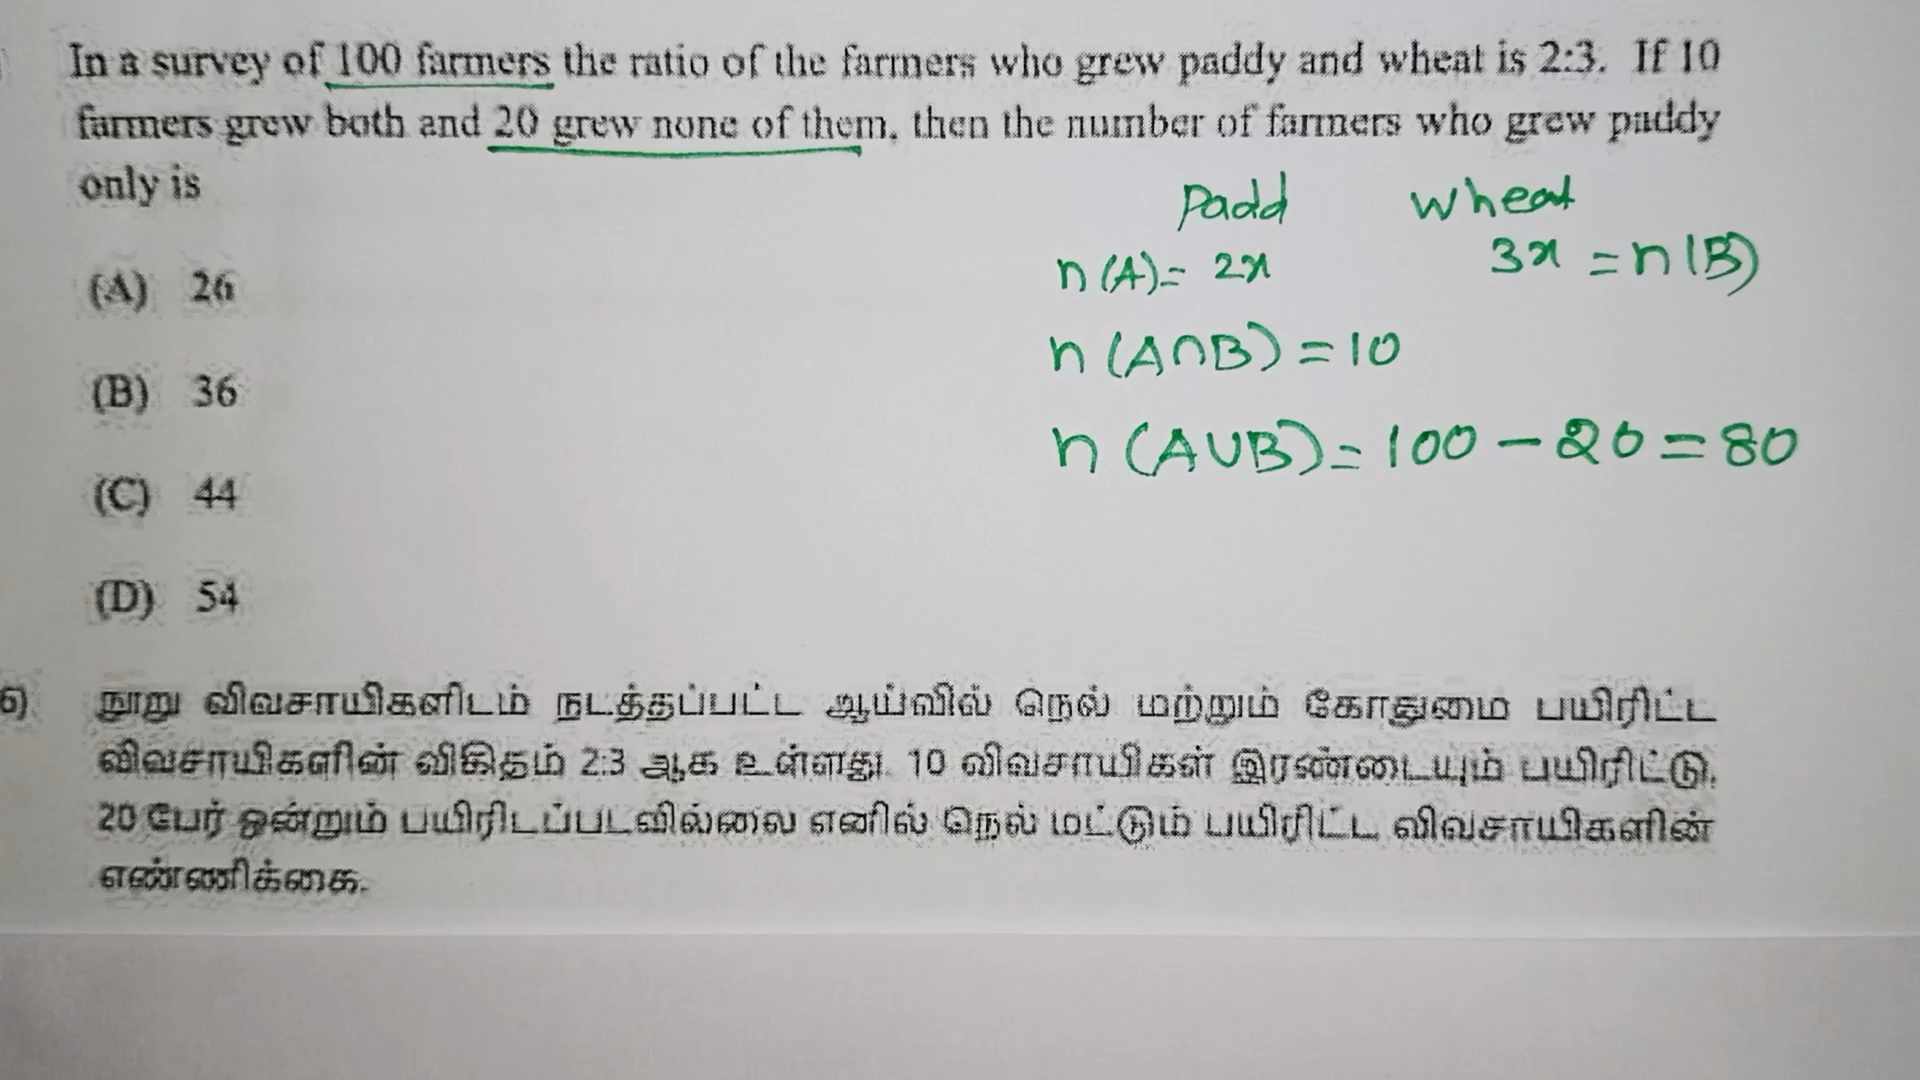 In a survey of 100 farmers the ratio of the farmers who grew paddy and wheat is 2:3. If 10
farmers grew both and 20 grew none of them, then the number of farmers who grew paddy
only is
Padd wheat
n(A)= 2x 3x = n(B)
(A) 26
n(A∩B) = 10
(B) 36
n(A∪B) = 100 - 20 = 80
(C) 44
(D) 54
6) நூறு விவசாயிகளிடம் நடத்தப்பட்ட ஆய்வில் நெல் மற்றும் கோதுமை பயிரிட்ட
விவசாயிகளின் விகிதம் 2:3 ஆக உள்ளது. 10 விவசாயிகள் இரண்டையும் பயிரிட்டு,
20 பேர் ஒன்றும் பயிரிடப்படவில்லை எனில் நெல் மட்டும் பயிரிட்ட விவசாயிகளின்
எண்ணிக்கை.